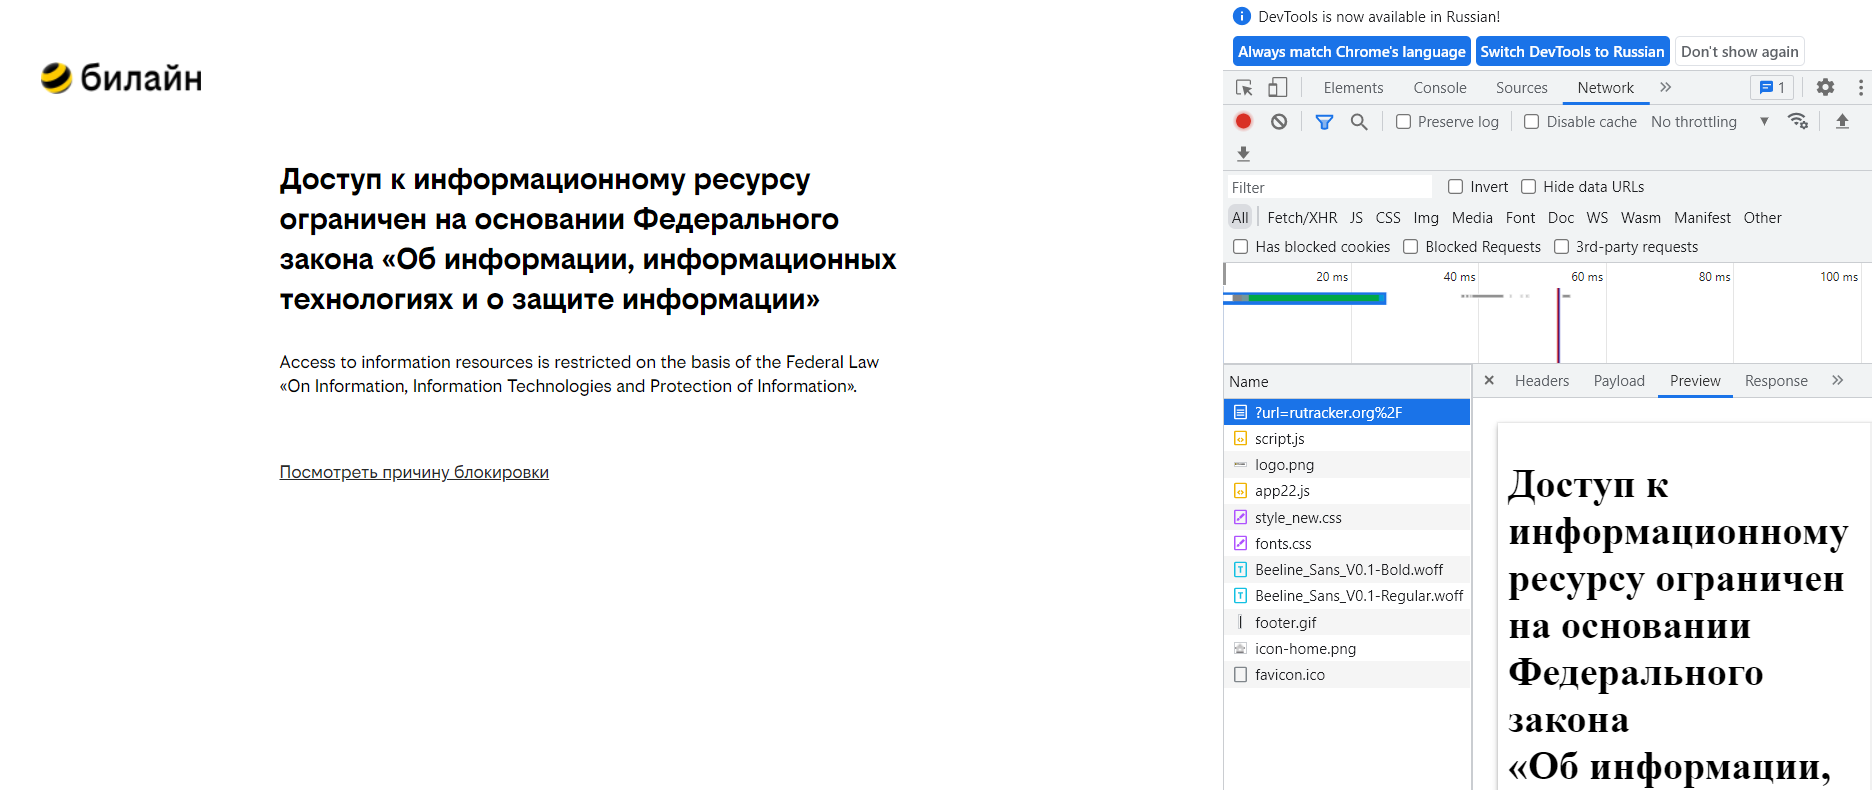 билайн
Доступ к информационному ресурсу
ограничен на основании Федерального
закона «Об информации, информационных
технологиях и о защите информации»
Access to information resources is restricted on the basis of the Federal Law
«On Information, Information Technologies and Protection of Information».
Посмотреть причину блокировки
DevTools is now available in Russian!
Always match Chrome's language Switch DevTools to Russian Don't show again
Elements Console Sources Network 1
Preserve log Disable cache No throttling
Filter Invert Hide data URLs
All Fetch/XHR JS CSS Img Media Font Doc WS Wasm Manifest Other
Has blocked cookies Blocked Requests 3rd-party requests
20 ms 40 ms 60 ms 80 ms 100 ms
Name Headers Payload Preview Response
?url=rutracker.org%2F
script.js
logo.png
app22.js
style_new.css
fonts.css
Beeline_Sans_V0.1-Bold.woff
Beeline_Sans_V0.1-Regular.woff
footer.gif
icon-home.png
favicon.ico
Доступ к
информационному
ресурсу ограничен
на основании
Федерального
закона
«Об информации,